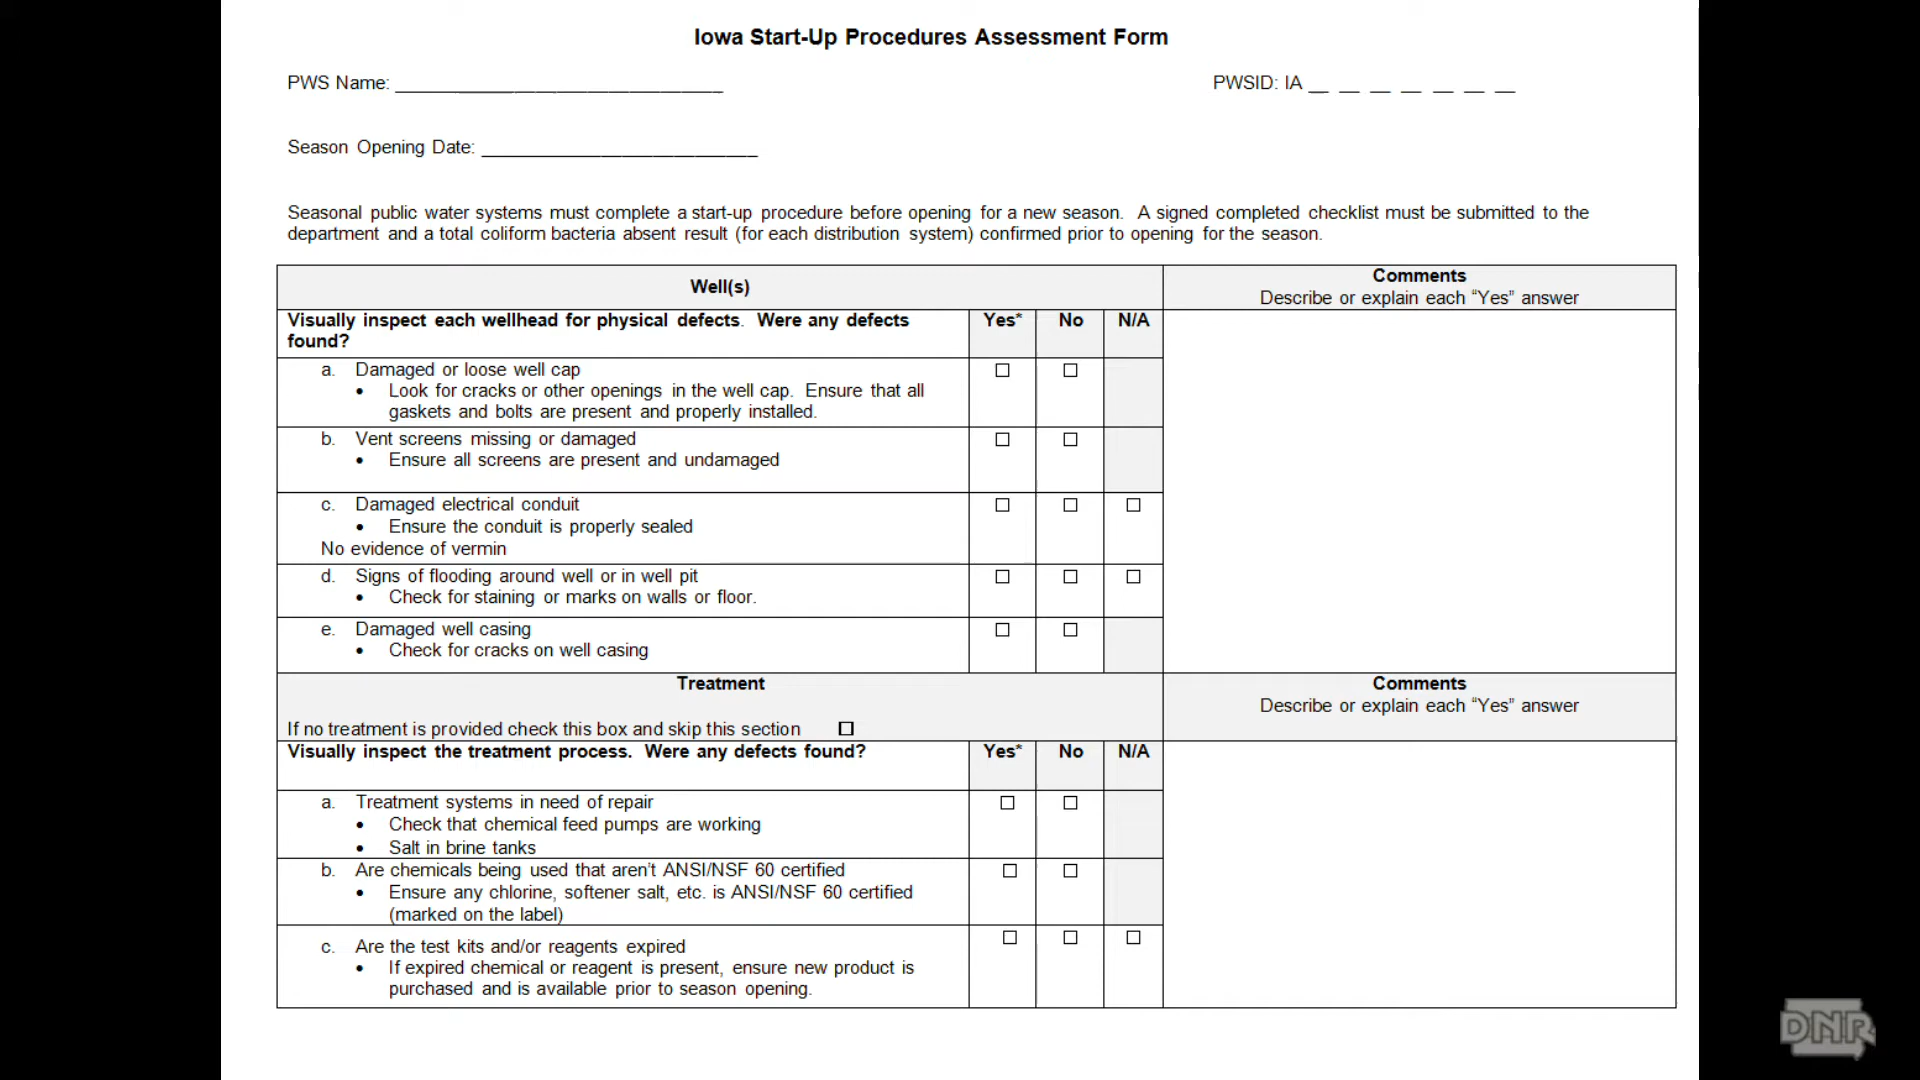 Iowa Start-Up Procedures Assessment Form
PWS Name: ________________________________ PWSID: IA __ __ __ __ __ __ __
Season Opening Date: ___________________________
Seasonal public water systems must complete a start-up procedure before opening for a new season. A signed completed checklist must be submitted to the
department and a total coliform bacteria absent result (for each distribution system) confirmed prior to opening for the season.
Well(s)
Comments
Describe or explain each “Yes” answer
Visually inspect each wellhead for physical defects. Were any defects
found?
Yes* No N/A
a. Damaged or loose well cap ☐ ☐
• Look for cracks or other openings in the well cap. Ensure that all
gaskets and bolts are present and properly installed.
b. Vent screens missing or damaged ☐ ☐
• Ensure all screens are present and undamaged
c. Damaged electrical conduit ☐ ☐ ☐
• Ensure the conduit is properly sealed
No evidence of vermin
d. Signs of flooding around well or in well pit ☐ ☐ ☐
• Check for staining or marks on walls or floor.
e. Damaged well casing ☐ ☐
• Check for cracks on well casing
Treatment
If no treatment is provided check this box and skip this section ☐
Comments
Describe or explain each “Yes” answer
Visually inspect the treatment process. Were any defects found? Yes* No N/A
a. Treatment systems in need of repair ☐ ☐
• Check that chemical feed pumps are working
• Salt in brine tanks
b. Are chemicals being used that aren’t ANSI/NSF 60 certified ☐ ☐
• Ensure any chlorine, softener salt, etc. is ANSI/NSF 60 certified
(marked on the label)
c. Are the test kits and/or reagents expired ☐ ☐ ☐
• If expired chemical or reagent is present, ensure new product is
purchased and is available prior to season opening.
DNR